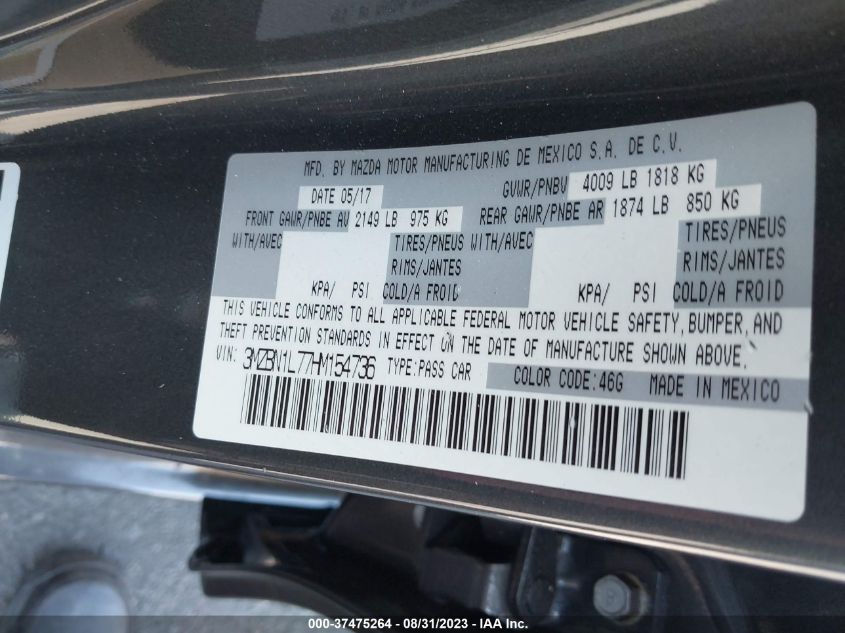 MFD. BY MAZDA MOTOR MANUFACTURING DE MEXICO S.A. DE C.V.
DATE 05/17 GVWR/PNBV 4009 LB 1818 KG
FRONT GAWR/PNBE AV 2149 LB 975 KG REAR GAWR/PNBE AR 1874 LB 850 KG
WITH/AVEC TIRES/PNEUS WITH/AVEC TIRES/PNEUS
RIMS/JANTES RIMS/JANTES
KPA/ PSI COLD/A FROID KPA/ PSI COLD/A FROID
THIS VEHICLE CONFORMS TO ALL APPLICABLE FEDERAL MOTOR VEHICLE SAFETY, BUMPER, AND
THEFT PREVENTION STANDARDS IN EFFECT ON THE DATE OF MANUFACTURE SHOWN ABOVE.
VIN: 3MZBN1L77HM154736 TYPE:PASS CAR COLOR CODE:46G MADE IN MEXICO
0-37475264 - 08/31/2023 - IAA Inc.